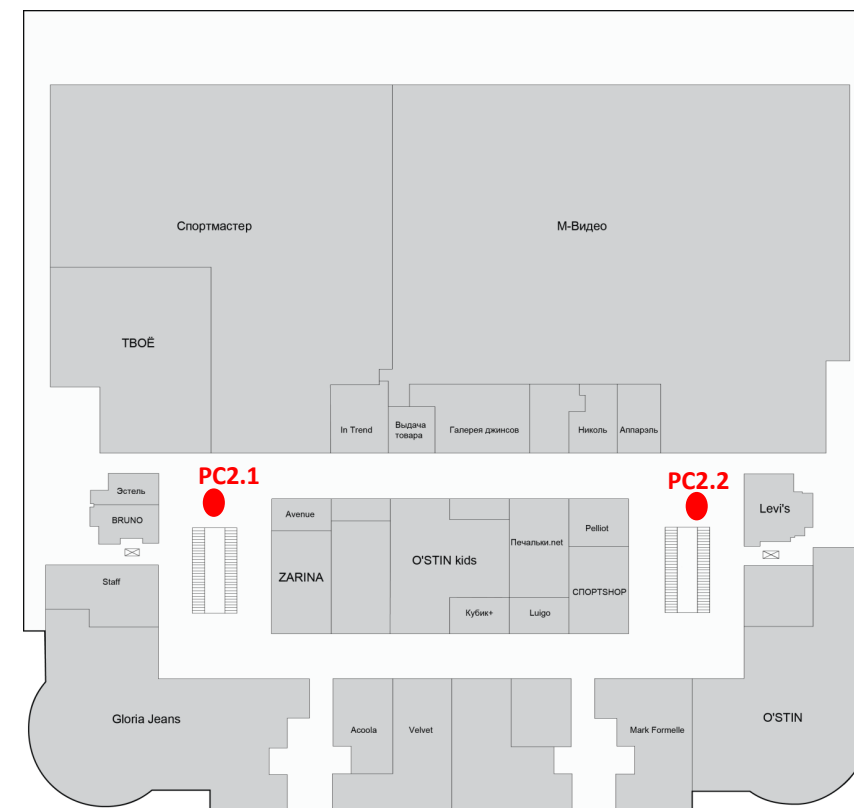 Спортмастер
М-Видео
ТВОЁ
In Trend
Выдача
товара
Галерея джинсов
Николь
Аппарэль
PC2.1
PC2.2
Эстель
BRUNO
Avenue
Печальки.net
Pelliot
Levi's
O'STIN kids
Staff
ZARINA
СПОРТSHOP
Кубик+
Luigo
Gloria Jeans
Acoola
Velvet
Mark Formelle
O'STIN